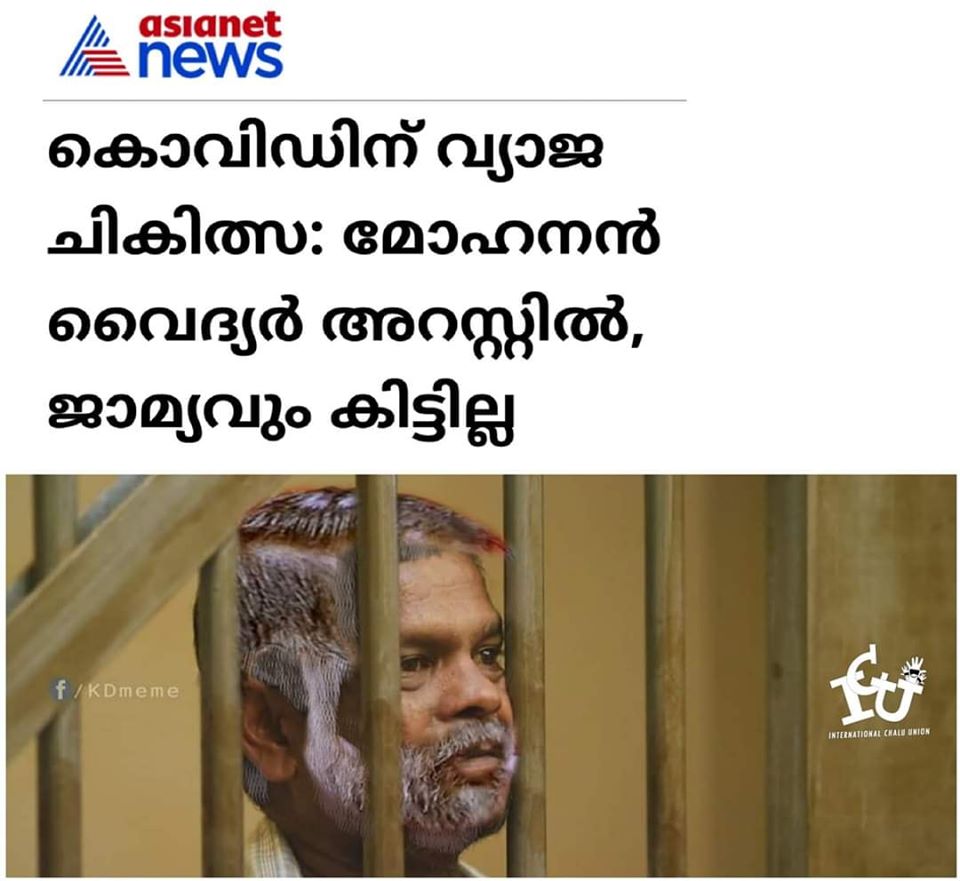 asianet
news
കൊവിഡിന് വ്യാജ
ചികിത്സ: മോഹനൻ
വൈദ്യർ അറസ്റ്റിൽ,
ജാമ്യവും കിട്ടില്ല
f/KDmeme
ICU
INTERNATIONAL CHALU UNION